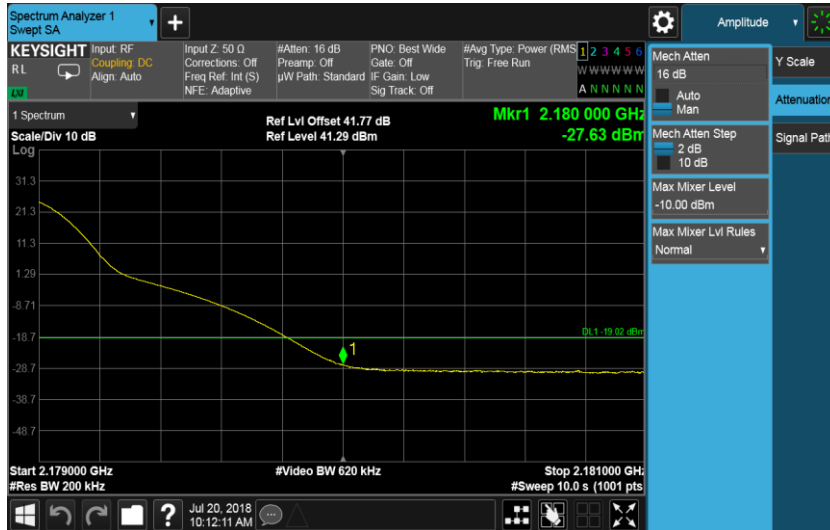 Spectrum Analyzer 1
Swept SA
+
Amplitude
KEYSIGHT
RL
LXI
Input: RF
Coupling: DC
Align: Auto
Input Z: 50 Ω
Corrections: Off
Freq Ref: Int (S)
NFE: Adaptive
#Atten: 16 dB
Preamp: Off
µW Path: Standard
PNO: Best Wide
Gate: Off
IF Gain: Low
Sig Track: Off
#Avg Type: Power (RMS
Trig: Free Run
1 2 3 4 5 6
W W W W W W
A N N N N N
1 Spectrum
Scale/Div 10 dB
Log
Ref Lvl Offset 41.77 dB
Ref Level 41.29 dBm
Mkr1 2.180 000 GHz
-27.63 dBm
31.3
21.3
11.3
1.29
-8.71
-18.7
-28.7
-38.7
-48.7
DL1 -19.02 dBm
1
Start 2.179000 GHz
#Res BW 200 kHz
#Video BW 620 kHz
Stop 2.181000 GHz
#Sweep 10.0 s (1001 pts
?
Jul 20, 2018
10:12:11 AM
Mech Atten
16 dB
Auto
Man
Mech Atten Step
2 dB
10 dB
Max Mixer Level
-10.00 dBm
Max Mixer Lvl Rules
Normal
Y Scale
Attenuation
Signal Path